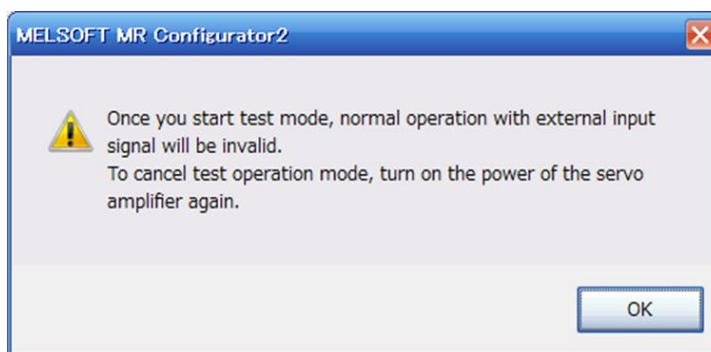 MELSOFT MR Configurator2
Once you start test mode, normal operation with external input
signal will be invalid.
To cancel test operation mode, turn on the power of the servo
amplifier again.
OK